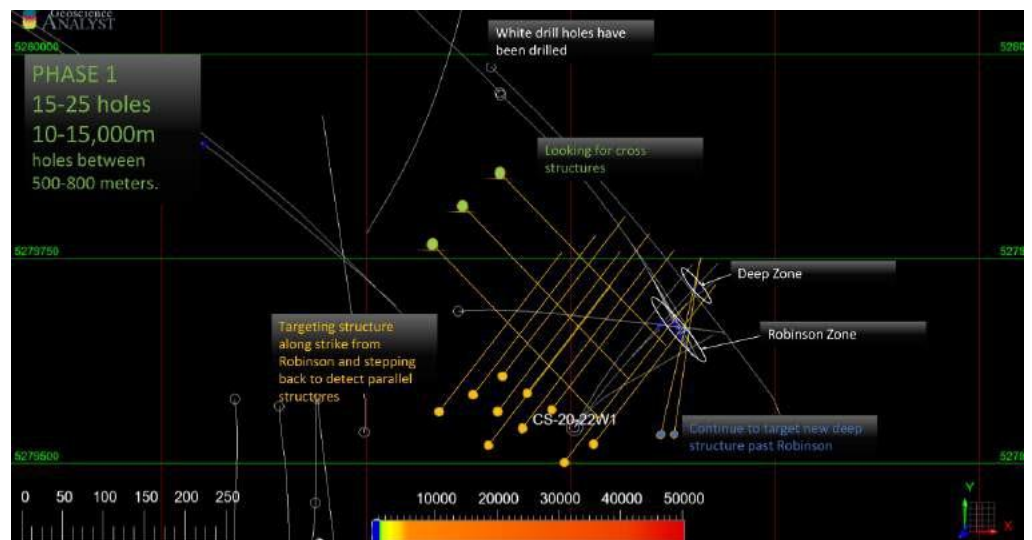 Geoscience
ANALYST
White drill holes have
been drilled
5280000
PHASE 1
15-25 holes
10-15,000m
holes between
500-800 meters.
Looking for cross
structures
5279750
Deep Zone
Robinson Zone
Targeting structure
along strike from
Robinson and stepping
back to detect parallel
structures
CS-20-22W1
Continue to target new deep
structure past Robinson
5279500
0 50 100 150 200 250
10000 20000 30000 40000 50000
Y
X